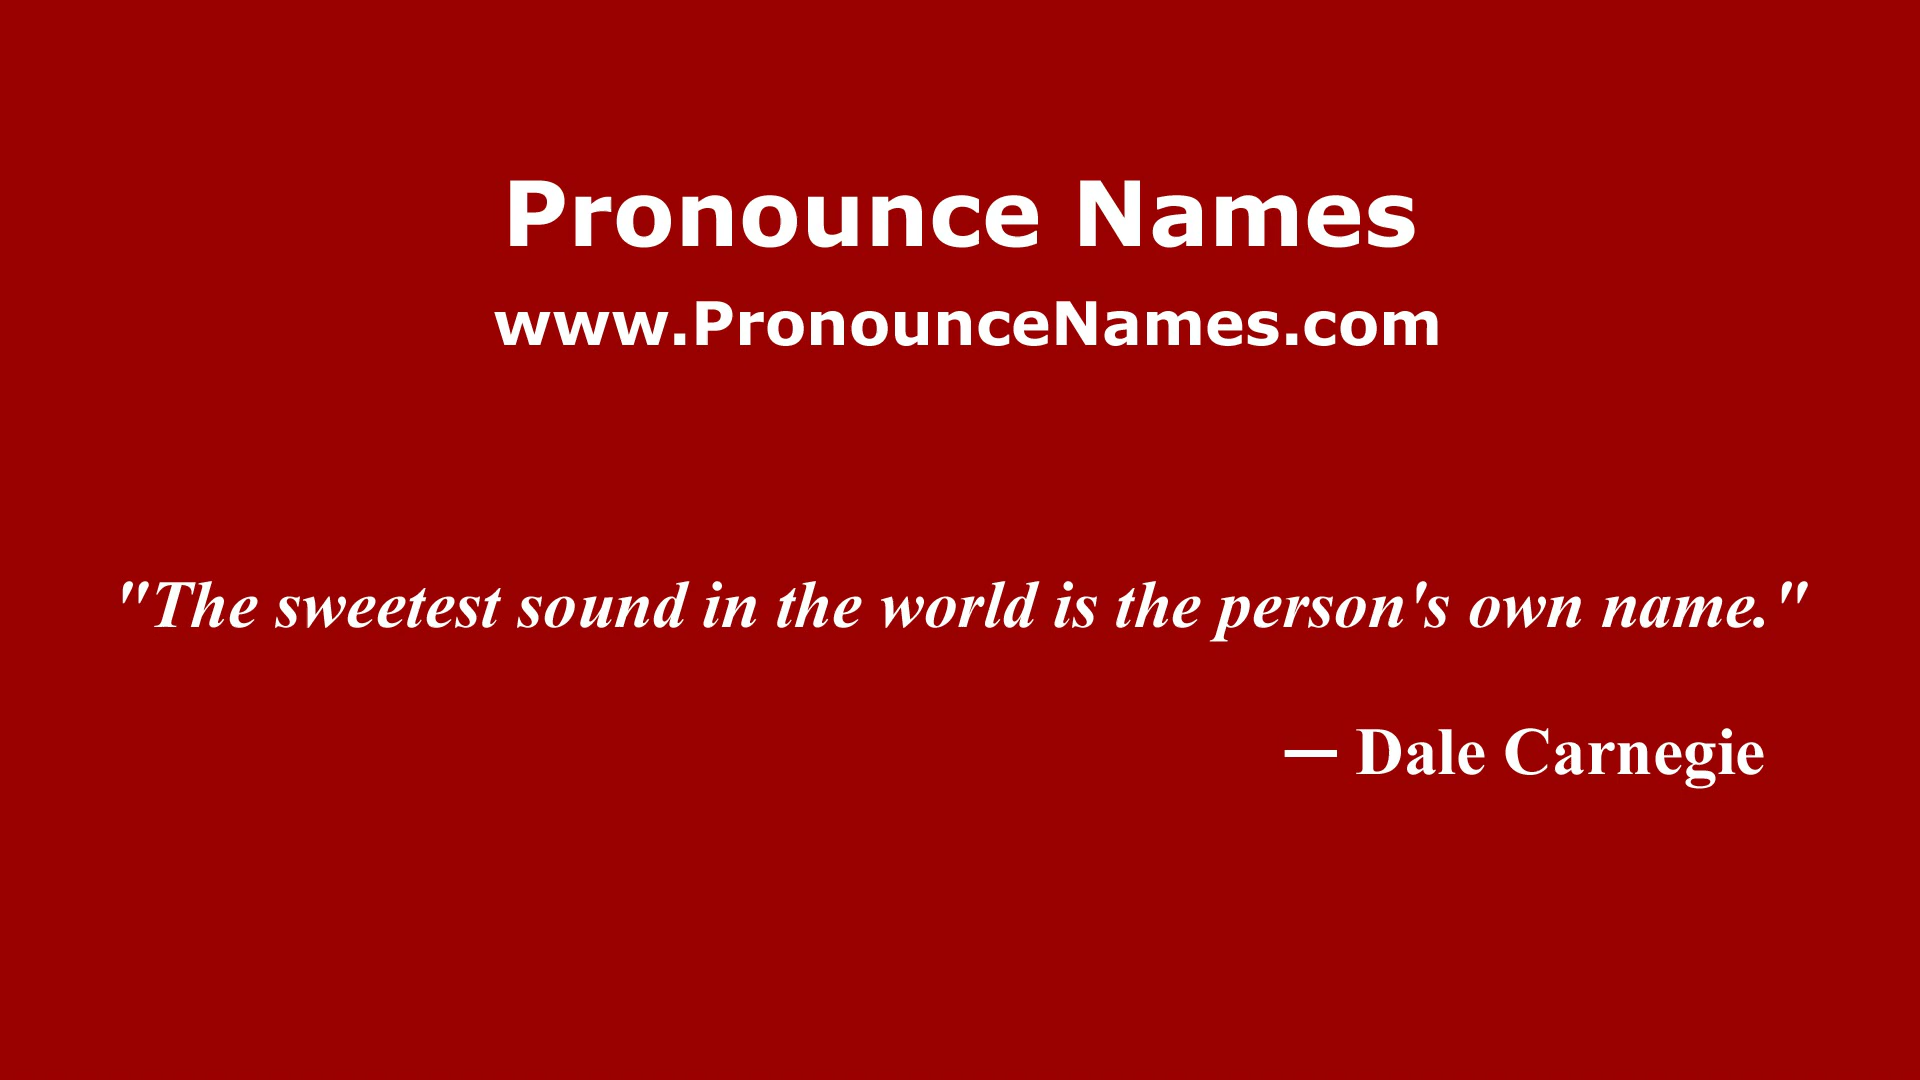 Pronounce Names
www.PronounceNames.com
"The sweetest sound in the world is the person's own name."
— Dale Carnegie